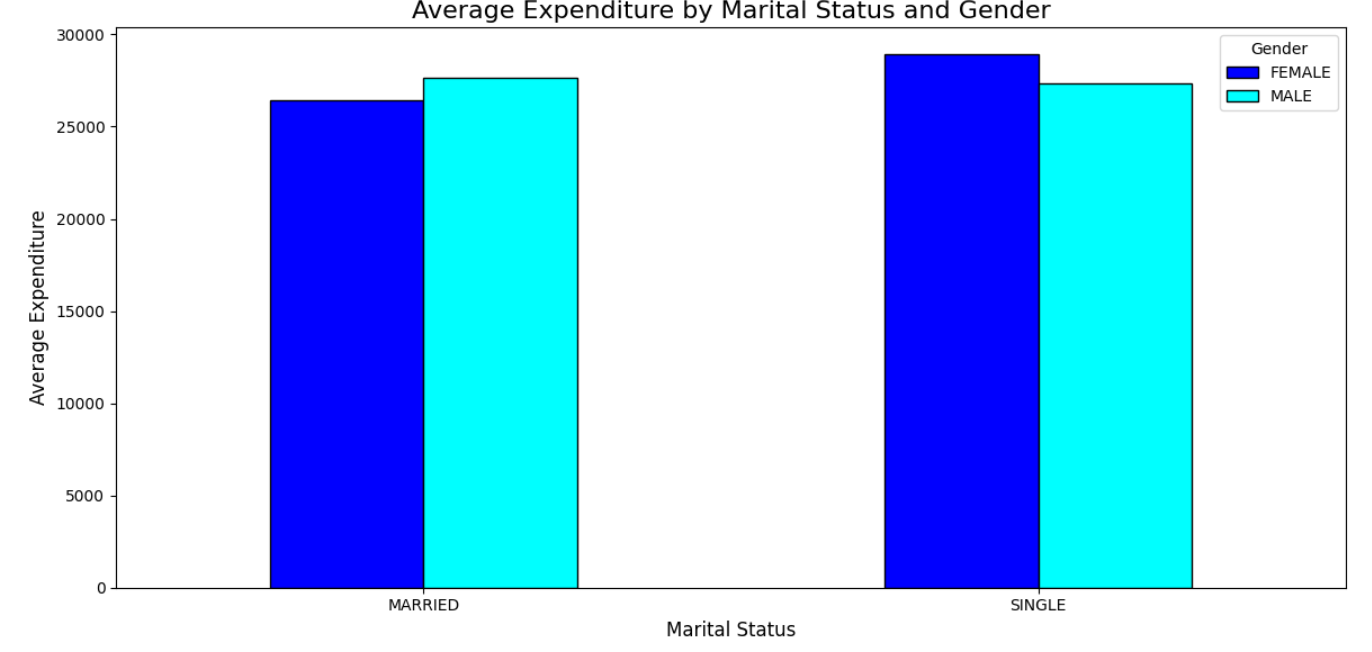 Average Expenditure by Marital Status and Gender
Gender
FEMALE
MALE
30000
25000
20000
15000
10000
5000
0
Average Expenditure
MARRIED
SINGLE
Marital Status